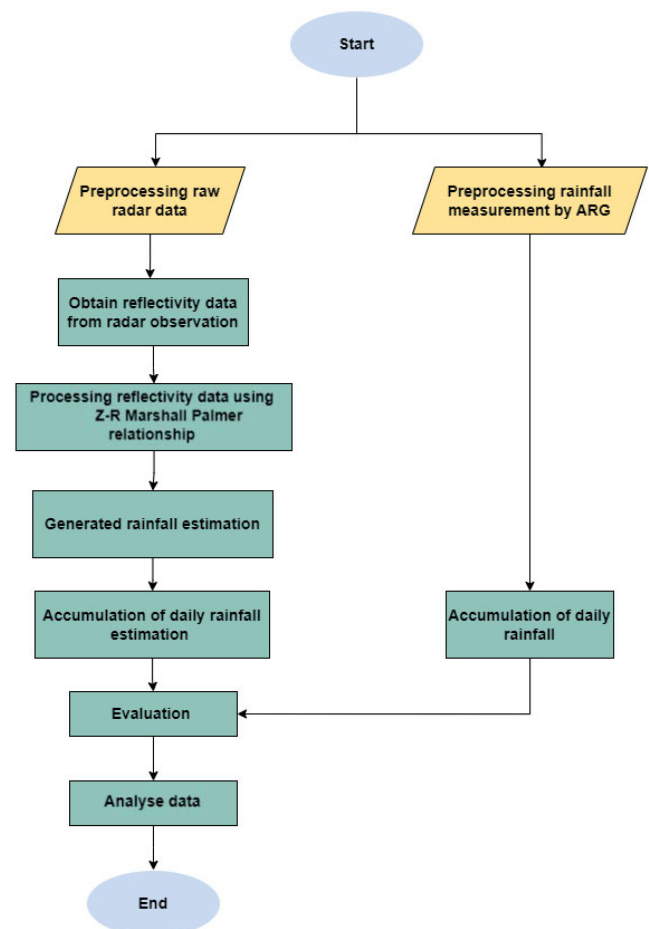 Start
Preprocessing raw
radar data
Preprocessing rainfall
measurement by ARG
Obtain reflectivity data
from radar observation
Processing reflectivity data using
Z-R Marshall Palmer
relationship
Generated rainfall estimation
Accumulation of daily rainfall
estimation
Accumulation of daily
rainfall
Evaluation
Analyse data
End